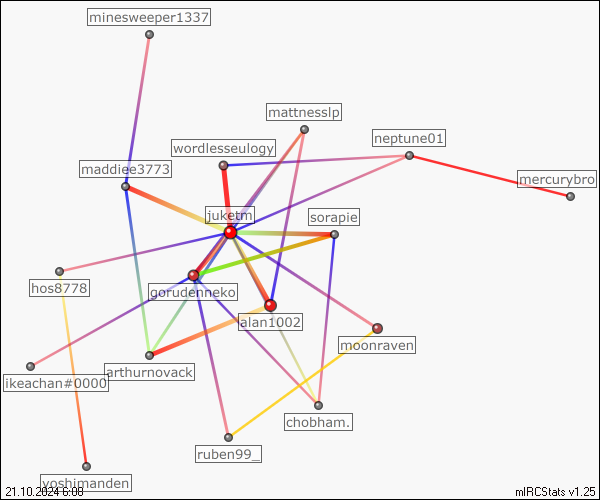 minesweeper1337
mattnesslp
neptune01
wordlesseulogy
maddiee3773
mercurybro
juketm
sorapie
hos8778
gorudenneko
alan1002
moonraven
arthurnovack
ikeachan#0000
chobham.
ruben99_
yoshimanden
21.10.2024 6:08
mIRCStats v1.25